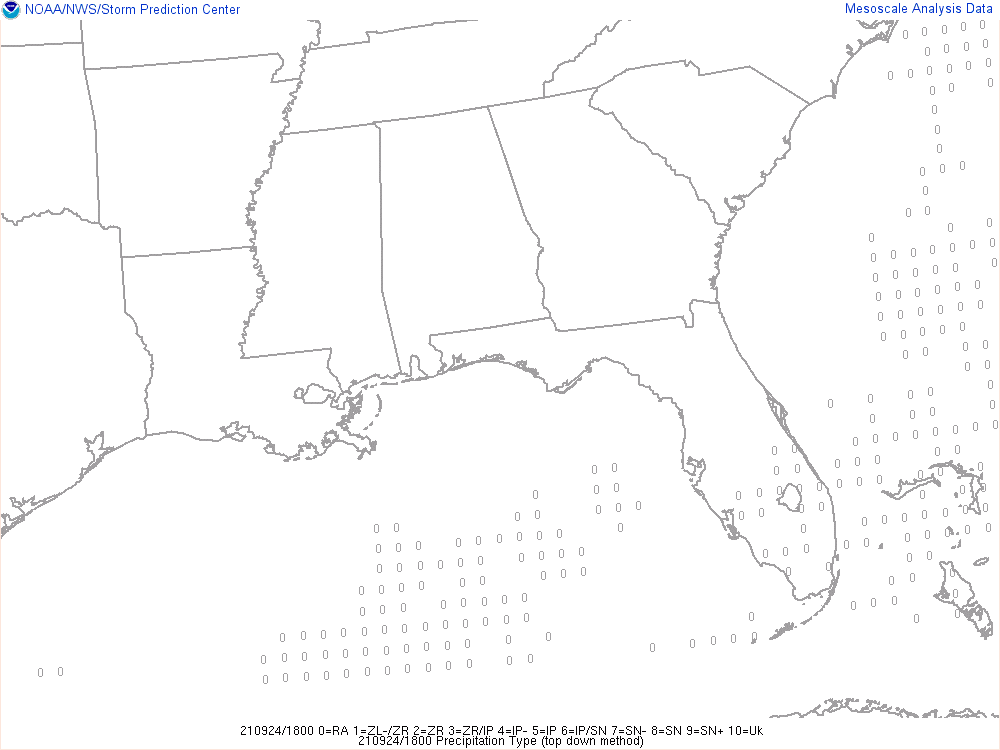 NOAA/NWS/Storm Prediction Center
Mesoscale Analysis Data
210924/1800 0=RA 1=ZL-/ZR 2=ZR 3=ZR/IP 4=IP- 5=IP 6=IP/SN 7=SN- 8=SN 9=SN+ 10=Uk
210924/1800 Precipitation Type (top down method)